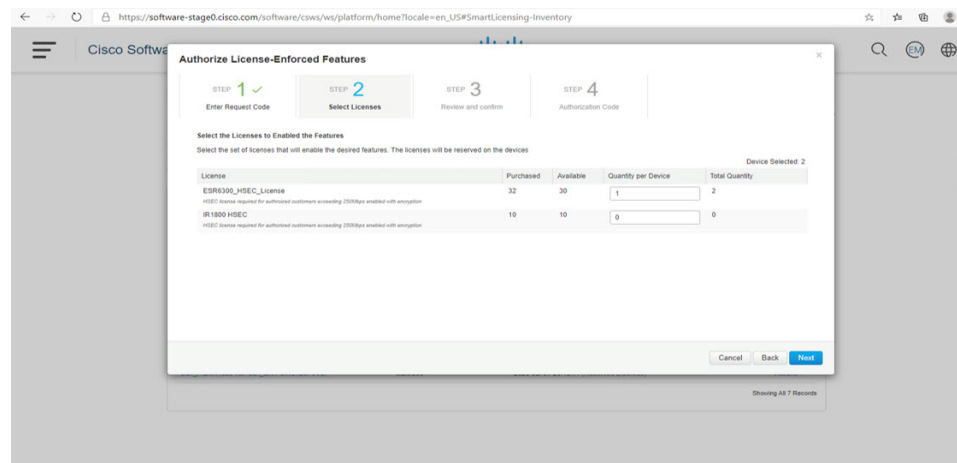 https://software-stage0.cisco.com/software/csws/ws/platform/home?locale=en_US#SmartLicensing-Inventory
Cisco Softwa
EM
Authorize License-Enforced Features
STEP 1
Enter Request Code
STEP 2
Select Licenses
STEP 3
Review and confirm
STEP 4
Authorization Code
Select the Licenses to Enabled the Features
Select the set of licenses that will enable the desired features. The licenses will be reserved on the devices
Device Selected: 2
License Purchased Available Quantity per Device Total Quantity
ESR6300_HSEC_License 32 30 1 2
HSEC license required for authorized customers exceeding 250Mbps enabled with encryption
IR1800 HSEC 10 10 0 0
HSEC license required for authorized customers exceeding 250Mbps enabled with encryption
Cancel Back Next
Showing All 7 Records